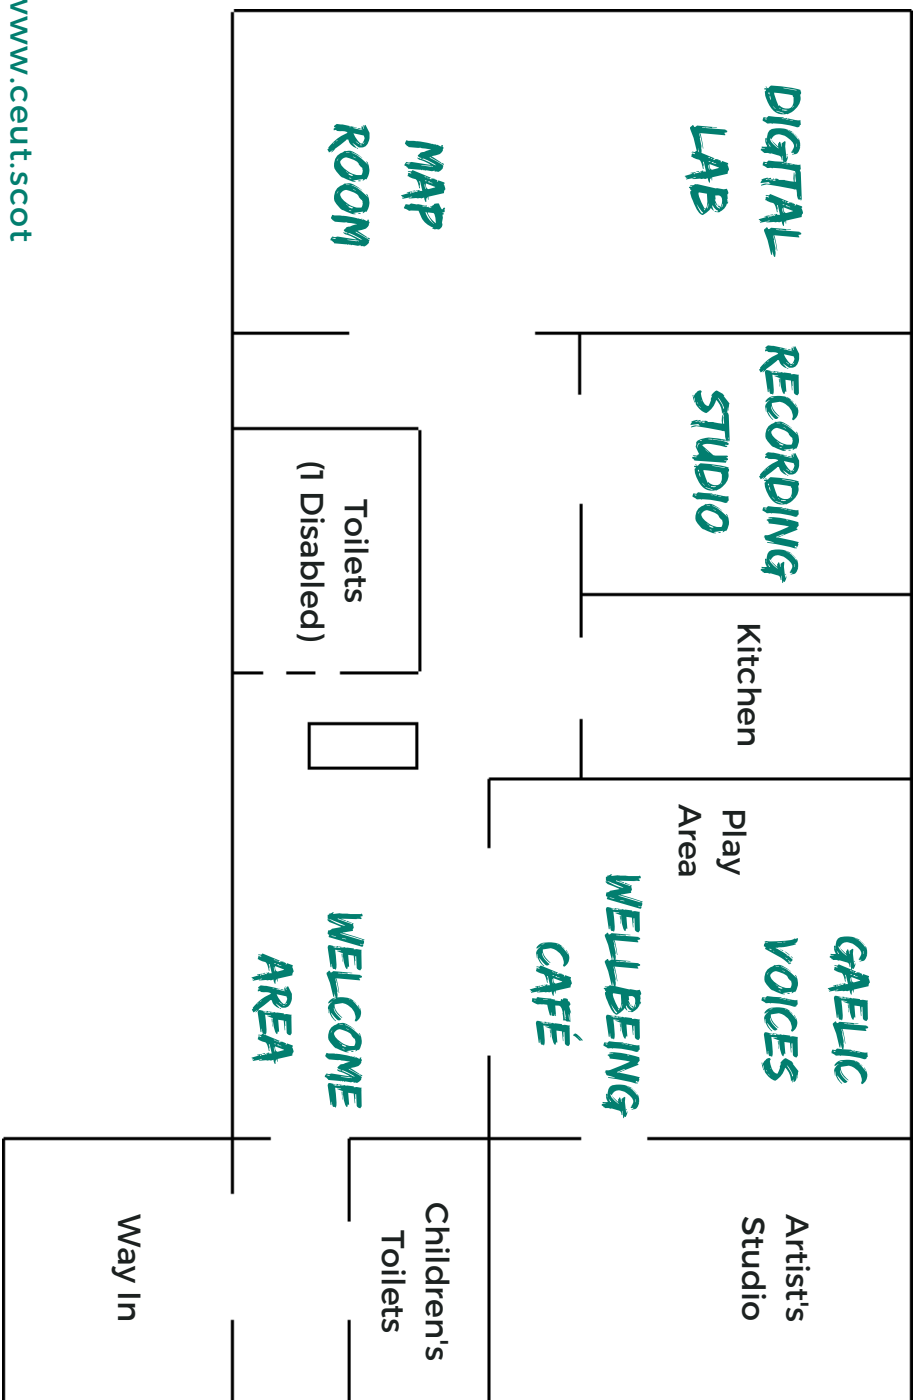 DIGITAL
LAB
RECORDING
STUDIO
Kitchen
Play
Area
GAELIC
VOICES
WELLBEING
CAFÉ
Artist's
Studio
MAP
ROOM
Toilets
(1 Disabled)
WELCOME
AREA
Children's
Toilets
Way In
www.ceut.scot